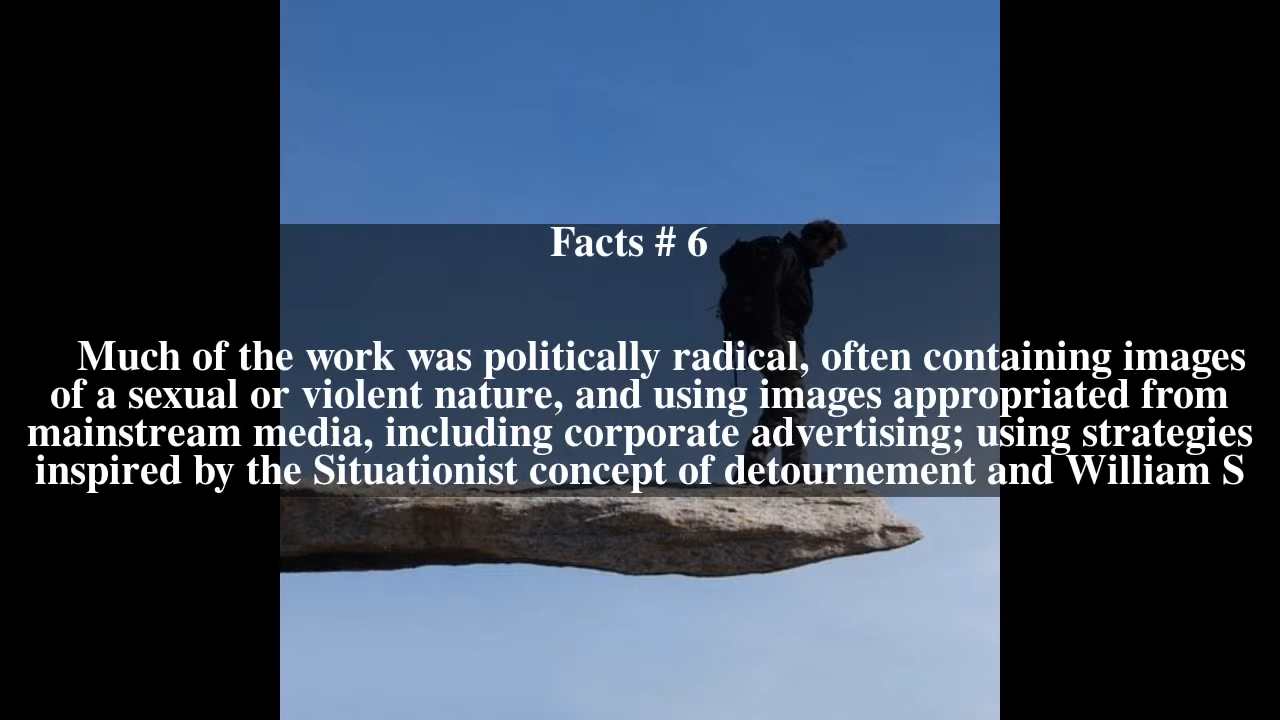 Facts # 6
Much of the work was politically radical, often containing images
of a sexual or violent nature, and using images appropriated from
mainstream media, including corporate advertising; using strategies
inspired by the Situationist concept of detournement and William S